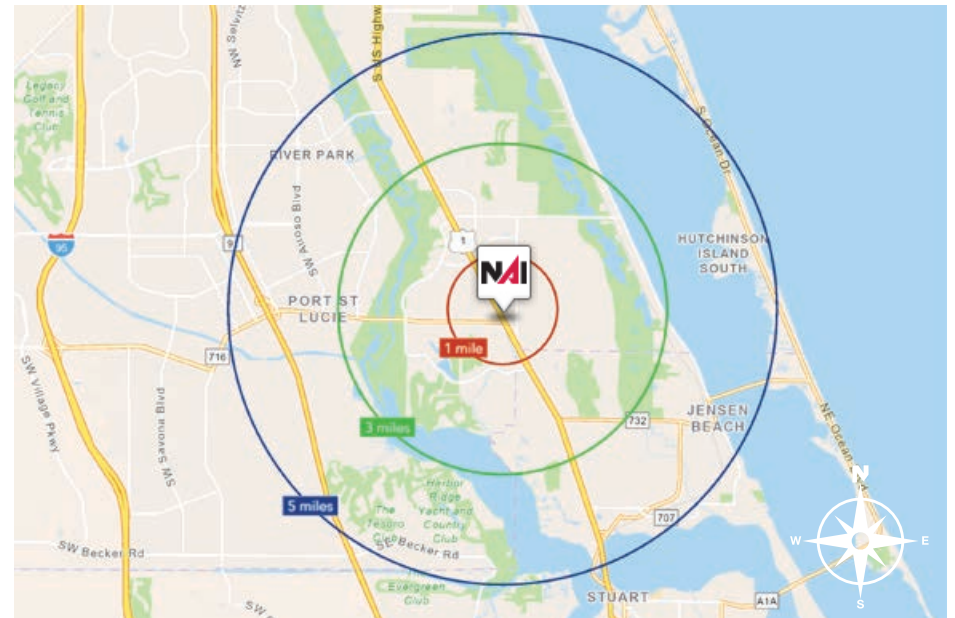 NW Selvitz
S US Highw
Legacy
Golf and
Tennis
Club
S Ocean Dr
RIVER PARK
SW Airoso Blvd
1
9
95
HUTCHINSON
ISLAND
SOUTH
NAI
PORT ST
LUCIE
1 mile
716
SW Village Pkwy
SW Savona Blvd
JENSEN
BEACH
732
3 miles
NE Ocean
N
Harbor
Ridge
Yacht and
Country
Club
The
Tesoro
Club
5 miles
707
W
E
S
SW Becker Rd
SE Becker Rd
The
Evergreen
Club
STUART
A1A
SW